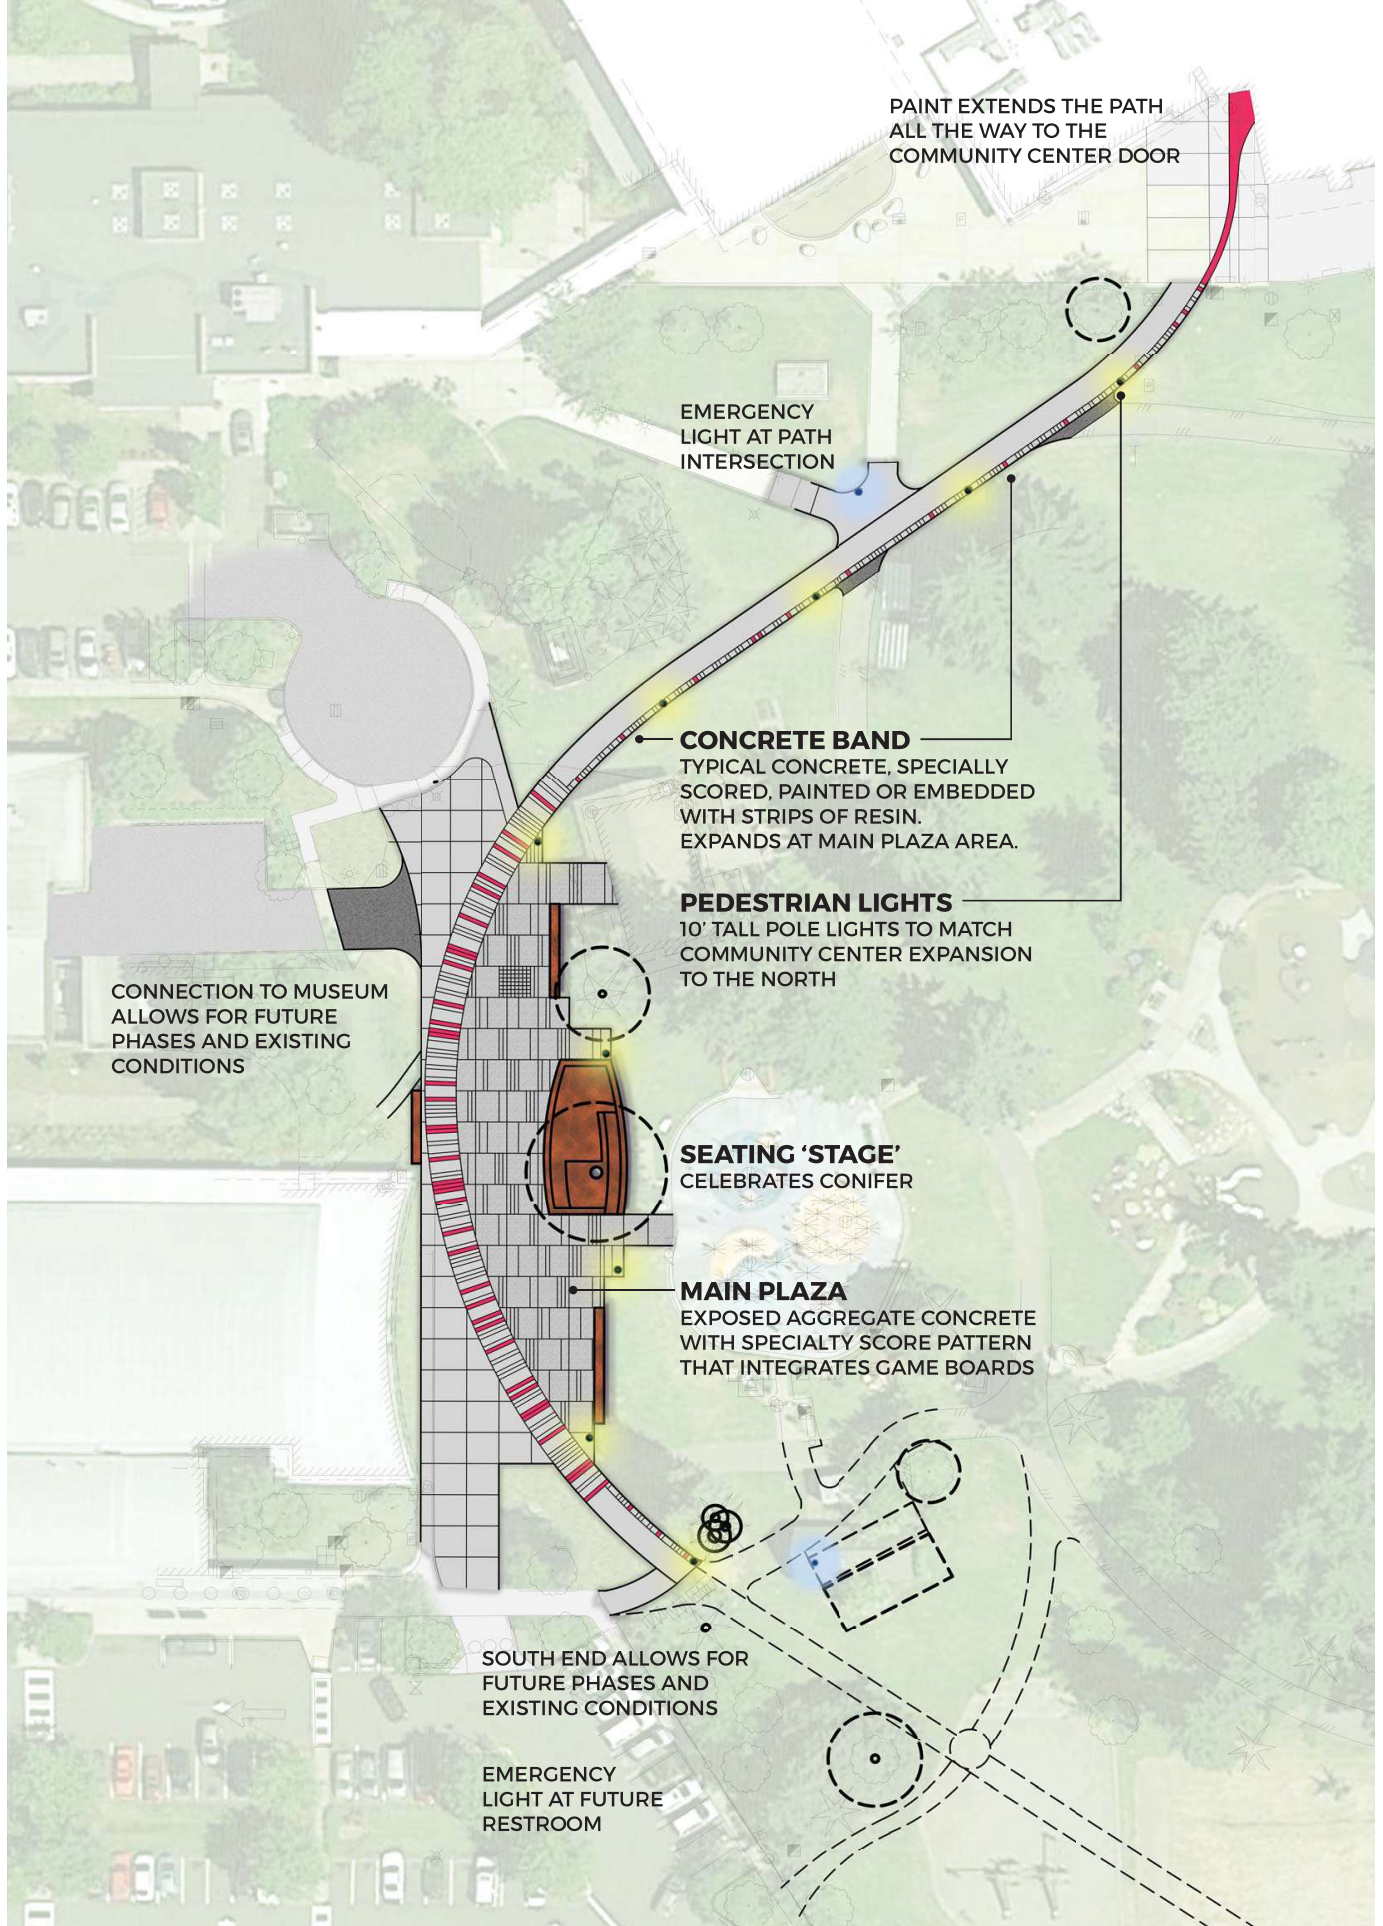 PAINT EXTENDS THE PATH
ALL THE WAY TO THE
COMMUNITY CENTER DOOR
EMERGENCY
LIGHT AT PATH
INTERSECTION
CONCRETE BAND
TYPICAL CONCRETE, SPECIALLY
SCORED, PAINTED OR EMBEDDED
WITH STRIPS OF RESIN.
EXPANDS AT MAIN PLAZA AREA.
PEDESTRIAN LIGHTS
10’ TALL POLE LIGHTS TO MATCH
COMMUNITY CENTER EXPANSION
TO THE NORTH
CONNECTION TO MUSEUM
ALLOWS FOR FUTURE
PHASES AND EXISTING
CONDITIONS
SEATING ‘STAGE’
CELEBRATES CONIFER
MAIN PLAZA
EXPOSED AGGREGATE CONCRETE
WITH SPECIALTY SCORE PATTERN
THAT INTEGRATES GAME BOARDS
SOUTH END ALLOWS FOR
FUTURE PHASES AND
EXISTING CONDITIONS
EMERGENCY
LIGHT AT FUTURE
RESTROOM